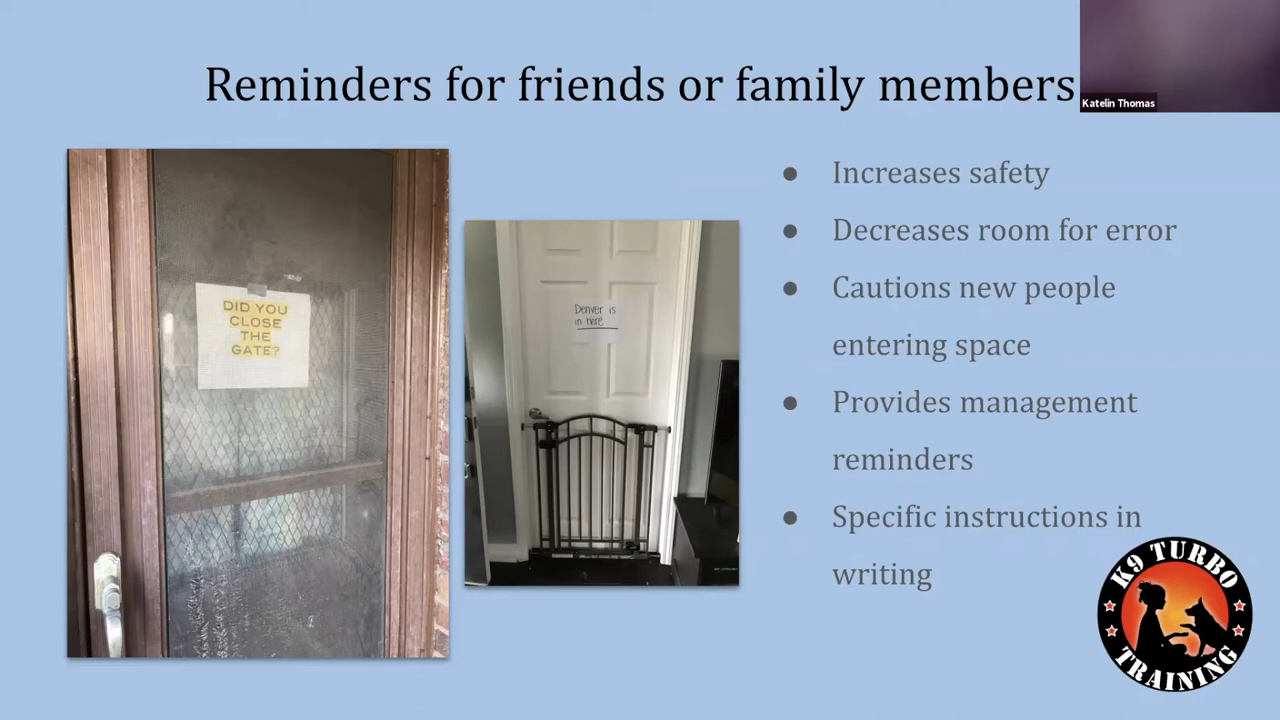 Reminders for friends or family members
Katelin Thomas
DID YOU
CLOSE
THE
GATE?
Denver is
in here
● Increases safety
● Decreases room for error
● Cautions new people
entering space
● Provides management
reminders
● Specific instructions in
writing
K9 TURBO
TRAINING